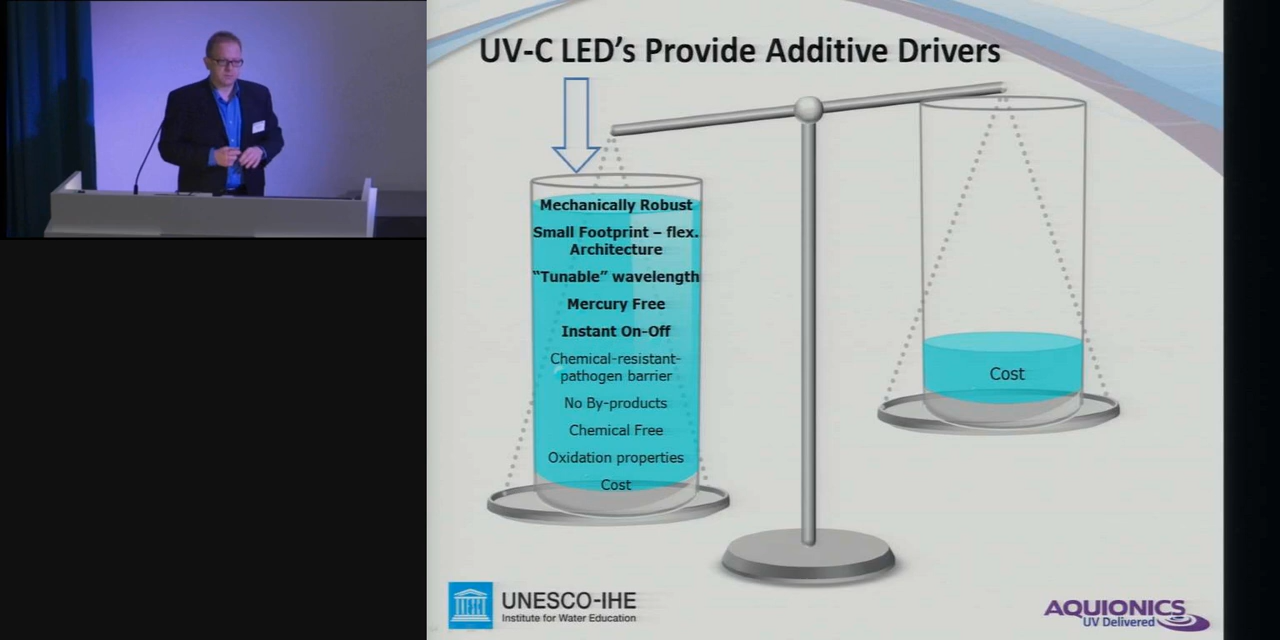 UV-C LED's Provide Additive Drivers
Mechanically Robust
Small Footprint – flex.
Architecture
“Tunable” wavelength
Mercury Free
Instant On-Off
Chemical-resistant-
pathogen barrier
No By-products
Chemical Free
Oxidation properties
Cost
Cost
UNESCO-IHE
Institute for Water Education
AQUIONICS
UV Delivered